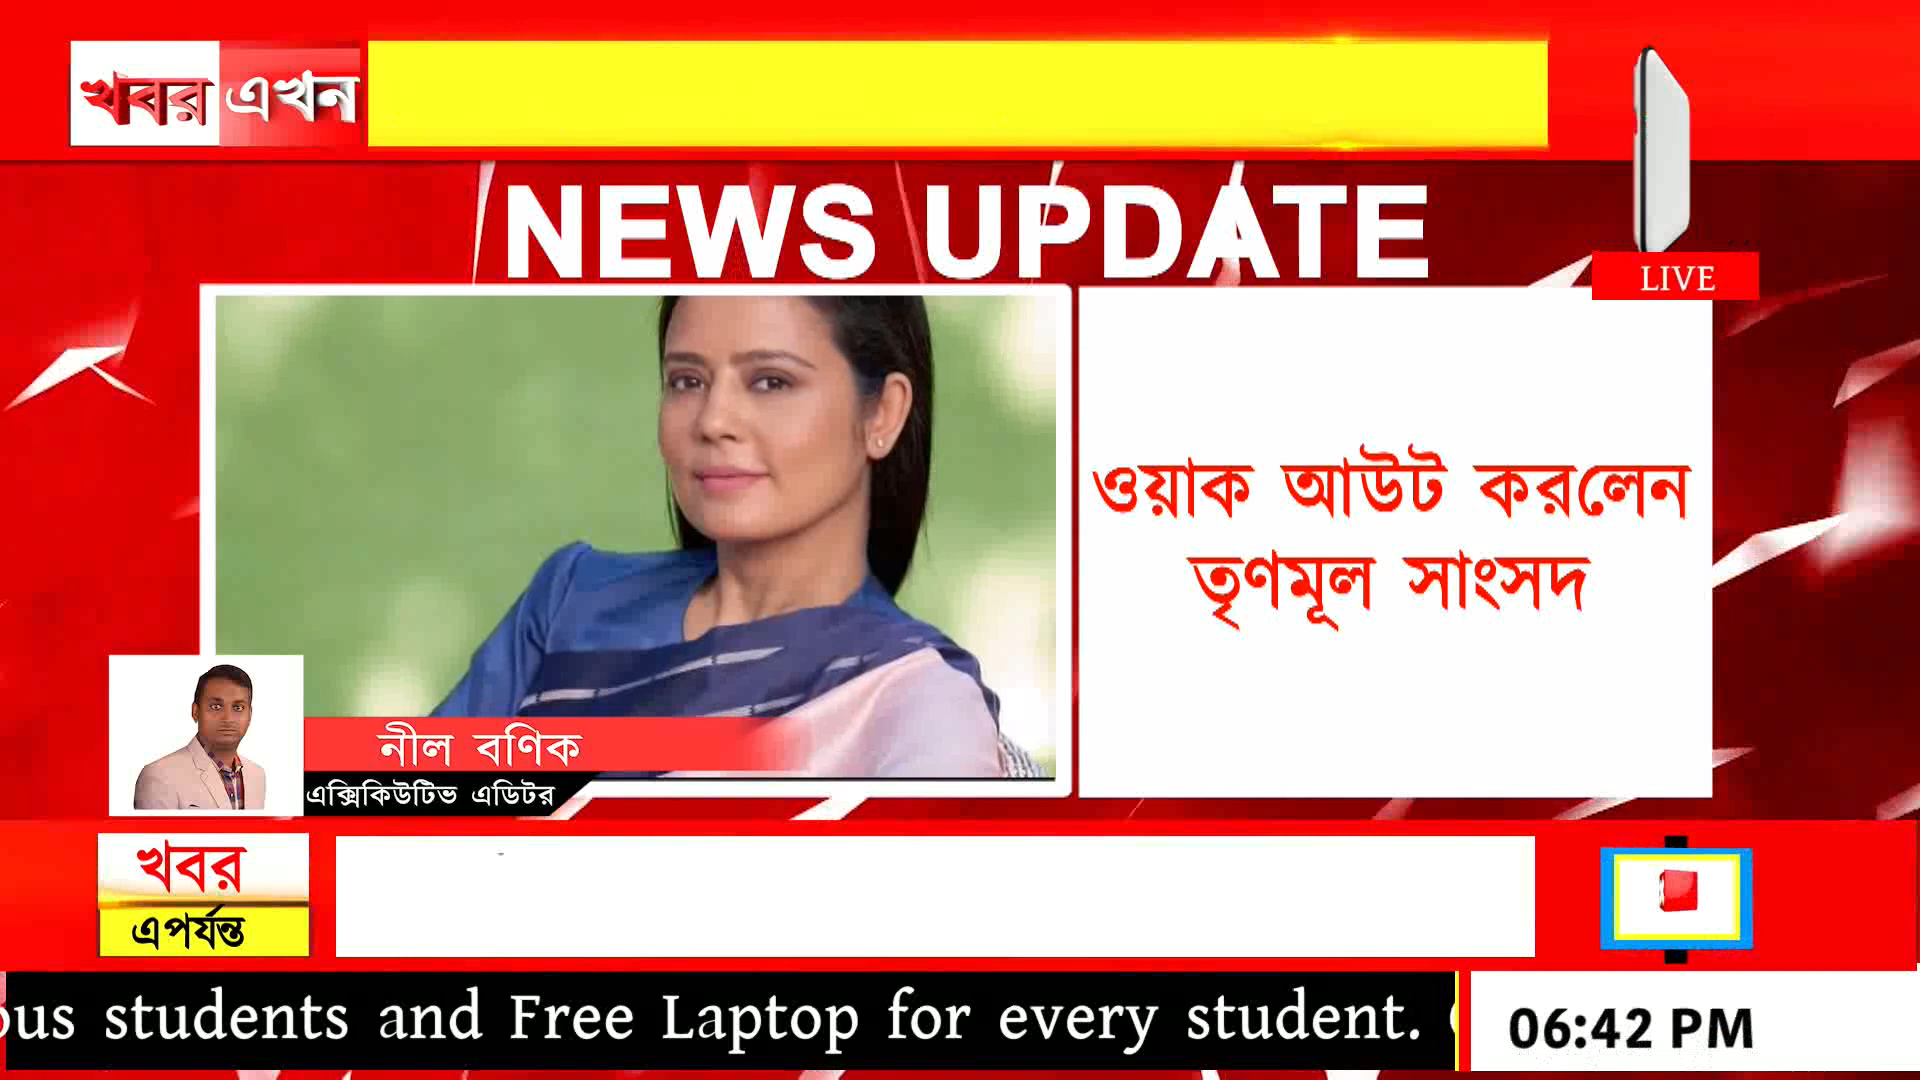 খবর এখন
NEWS UPDATE
LIVE
ওয়াক আউট করলেন
তৃণমূল সাংসদ
নীল বণিক
এক্সিকিউটিভ এডিটর
খবর
এপর্যন্ত
students and Free Laptop for every student.
06:42 PM